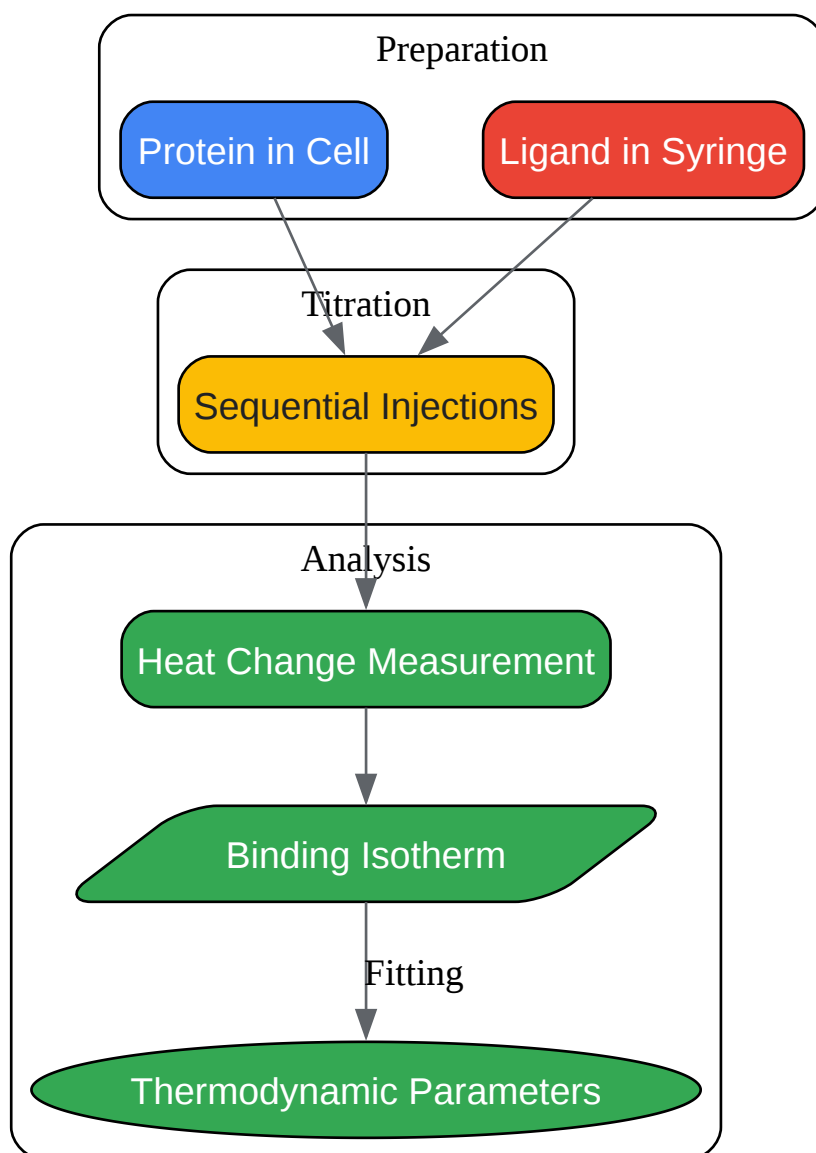 Preparation
Protein in Cell
Ligand in Syringe
Titration
Sequential Injections
Analysis
Heat Change Measurement
Binding Isotherm
Fitting
Thermodynamic Parameters